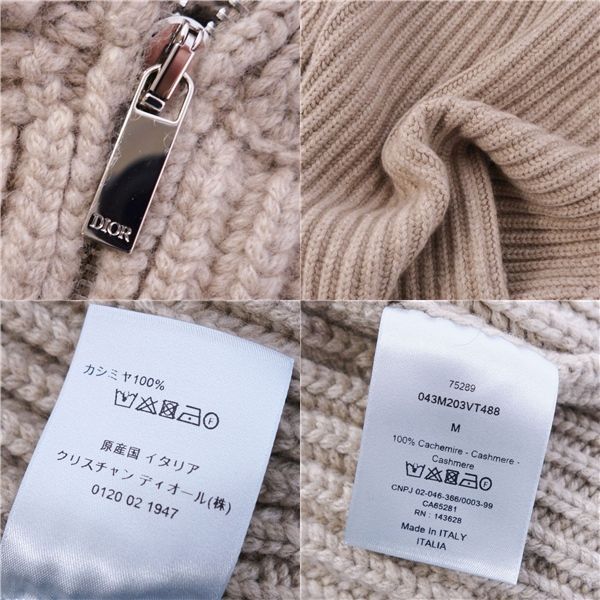 DIOR
カシミヤ100%
F
原産国 イタリア
クリスチャン ディオール(株)
0120 02 1947
75289
043M203VT488
M
100% Cachemire - Cashmere -
Cashmere
F
CNPJ 02-046-366/0003-99
CA65281
RN : 143628
Made in ITALY
ITALIA